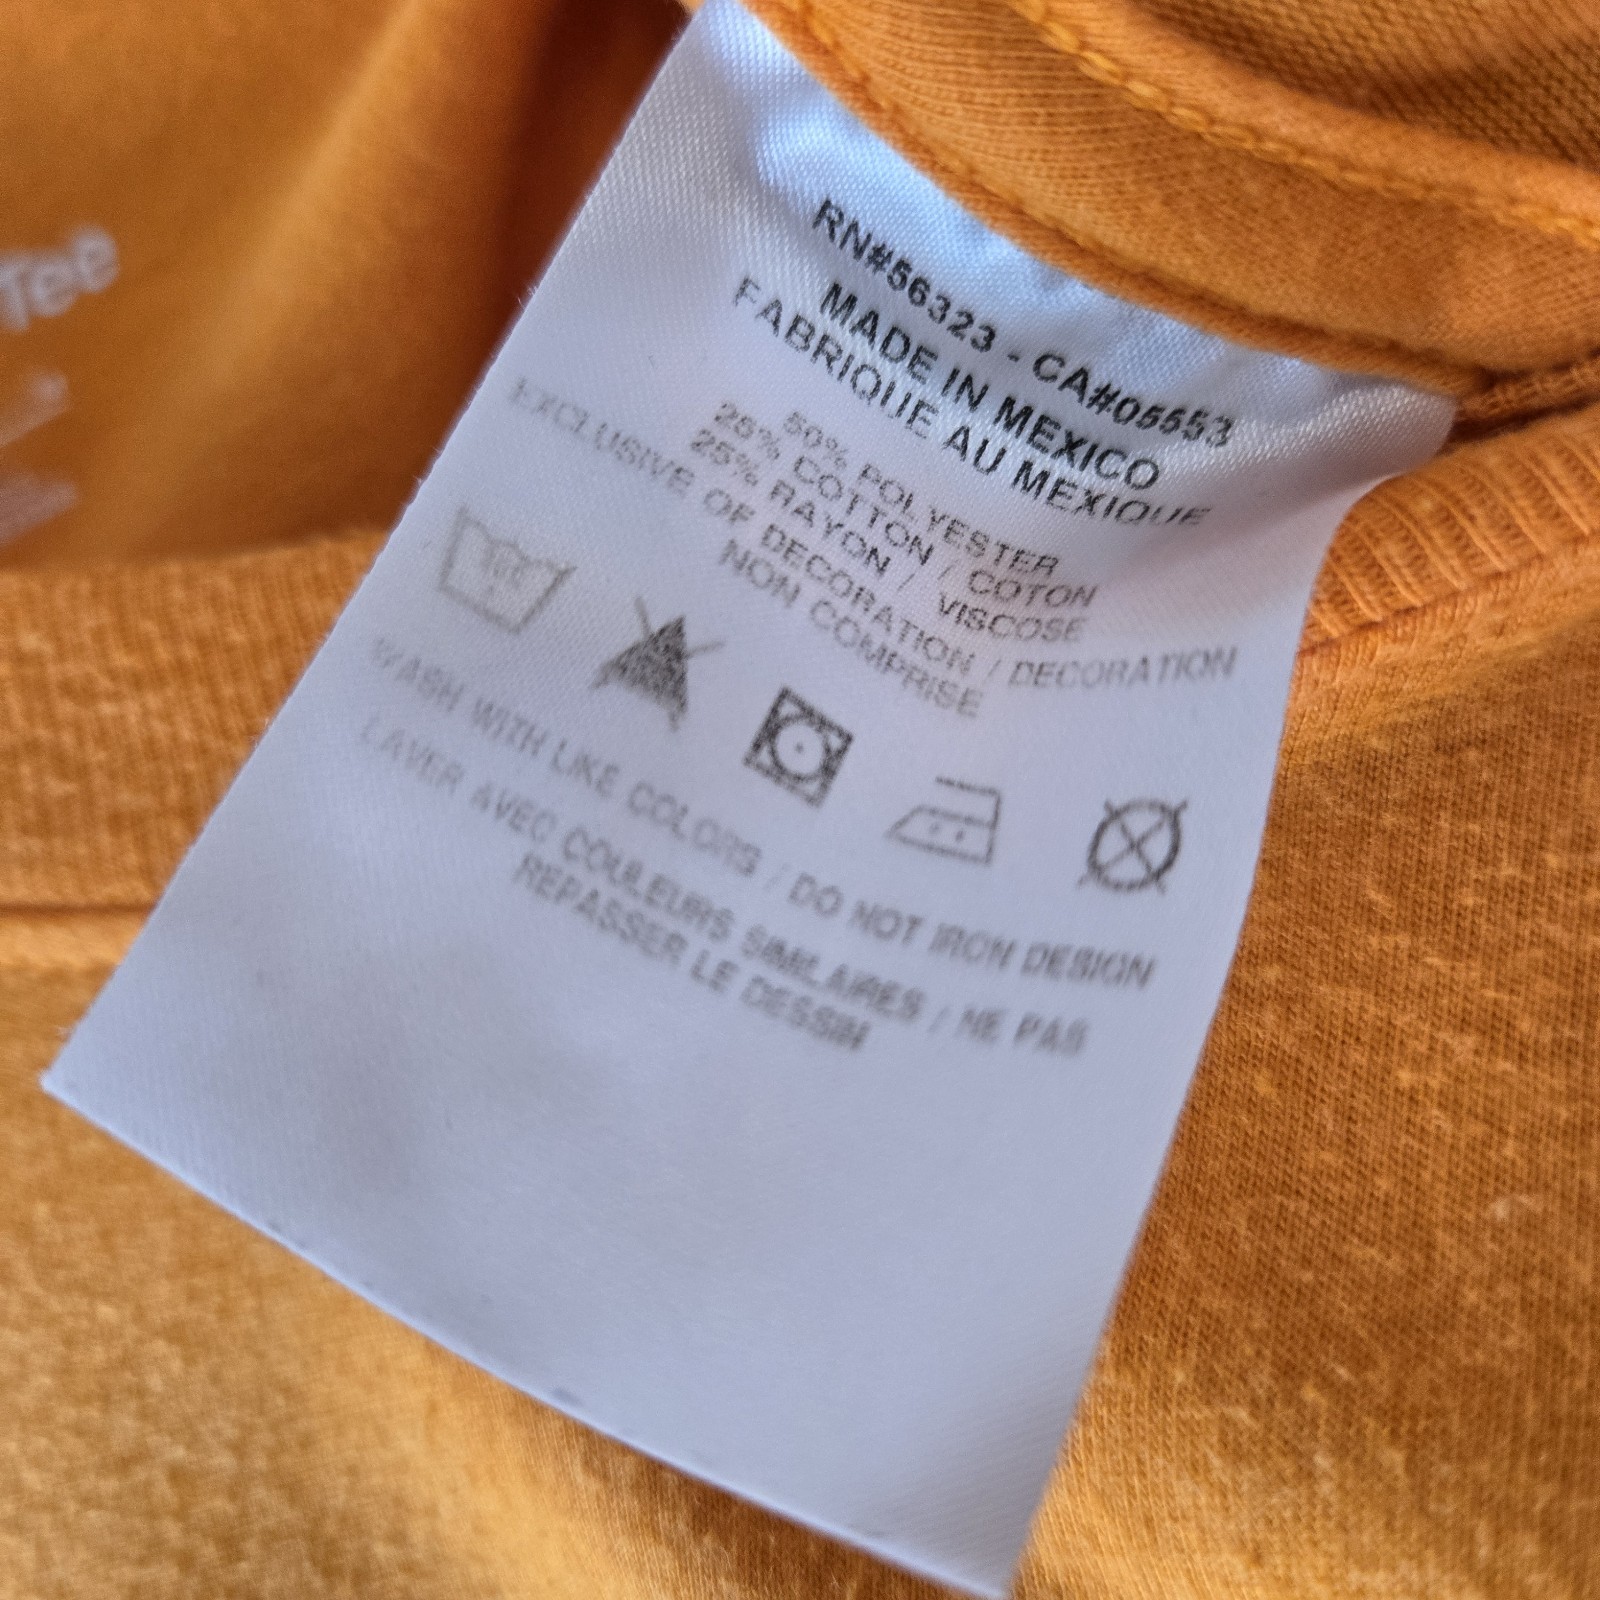 Tee
RN#56323 - CA#05553
MADE IN MEXICO
FABRIQUE AU MEXIQUE
50% POLYESTER
25% COTTON / COTON
25% RAYON / VISCOSE
EXCLUSIVE OF DECORATION / DECORATION
NON COMPRISE
WASH WITH LIKE COLORS / DO NOT IRON DESIGN
LAVER AVEC COULEURS SIMILAIRES / NE PAS
REPASSER LE DESSIN